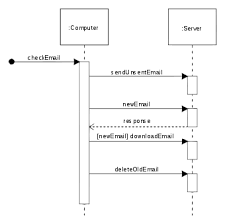 :Computer
:Server
checkEmail
sendUnsentEmail
newEmail
response
[newEmail] downloadEmail
deleteOldEmail